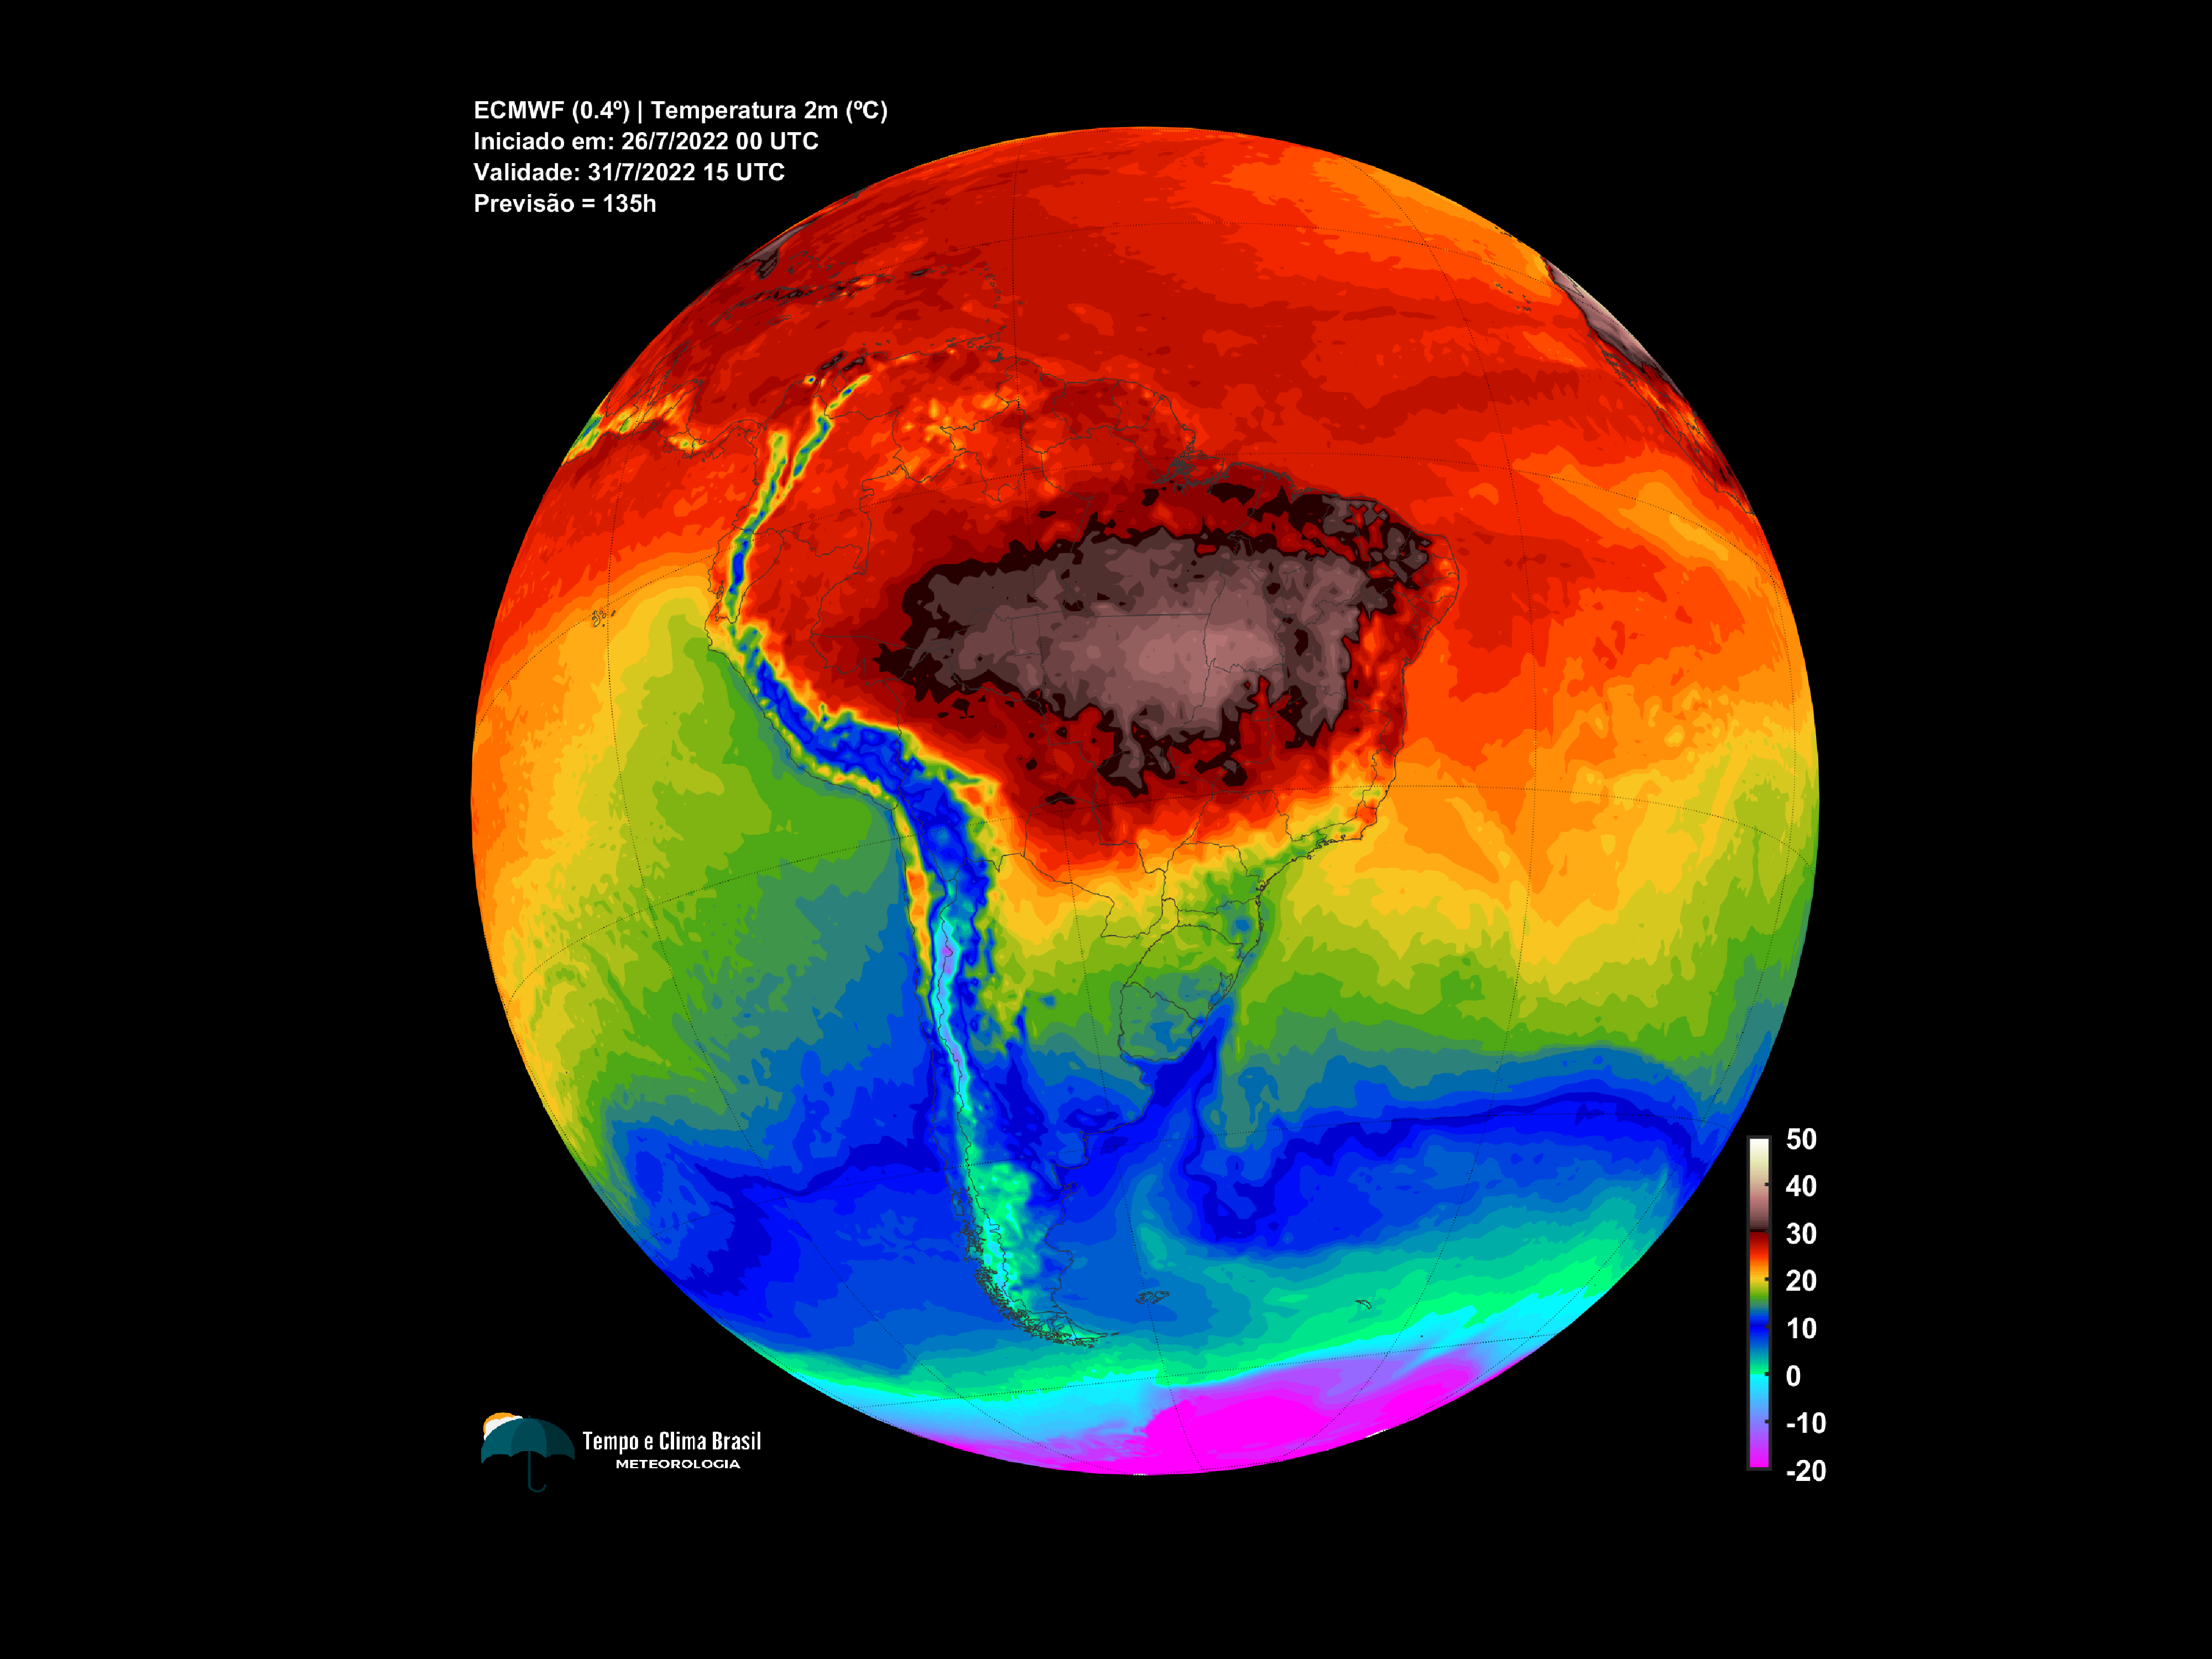 ECMWF (0.4º) | Temperatura 2m (ºC)
Iniciado em: 26/7/2022 00 UTC
Validade: 31/7/2022 15 UTC
Previsão = 135h
50
40
30
20
10
0
-10
-20
Tempo e Clima Brasil
METEOROLOGIA